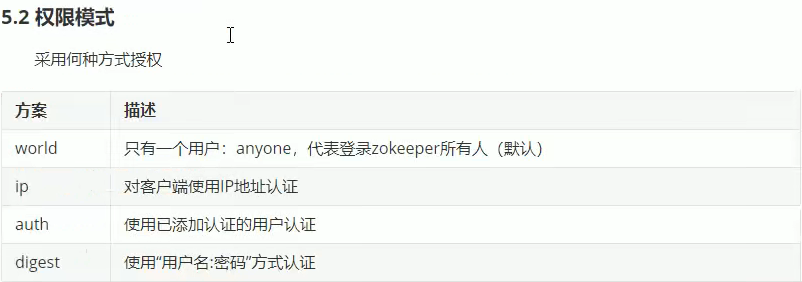 5.2 权限模式
采用何种方式授权
方案 描述
world 只有一个用户：anyone，代表登录zokeeper所有人（默认）
ip 对客户端使用IP地址认证
auth 使用已添加认证的用户认证
digest 使用“用户名:密码”方式认证